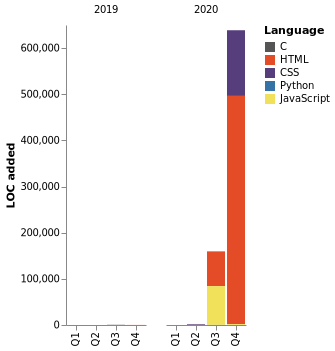 2019
2020
Language
C
HTML
CSS
Python
JavaScript
LOC added
600,000
500,000
400,000
300,000
200,000
100,000
0
Q1
Q2
Q3
Q4
Q1
Q2
Q3
Q4